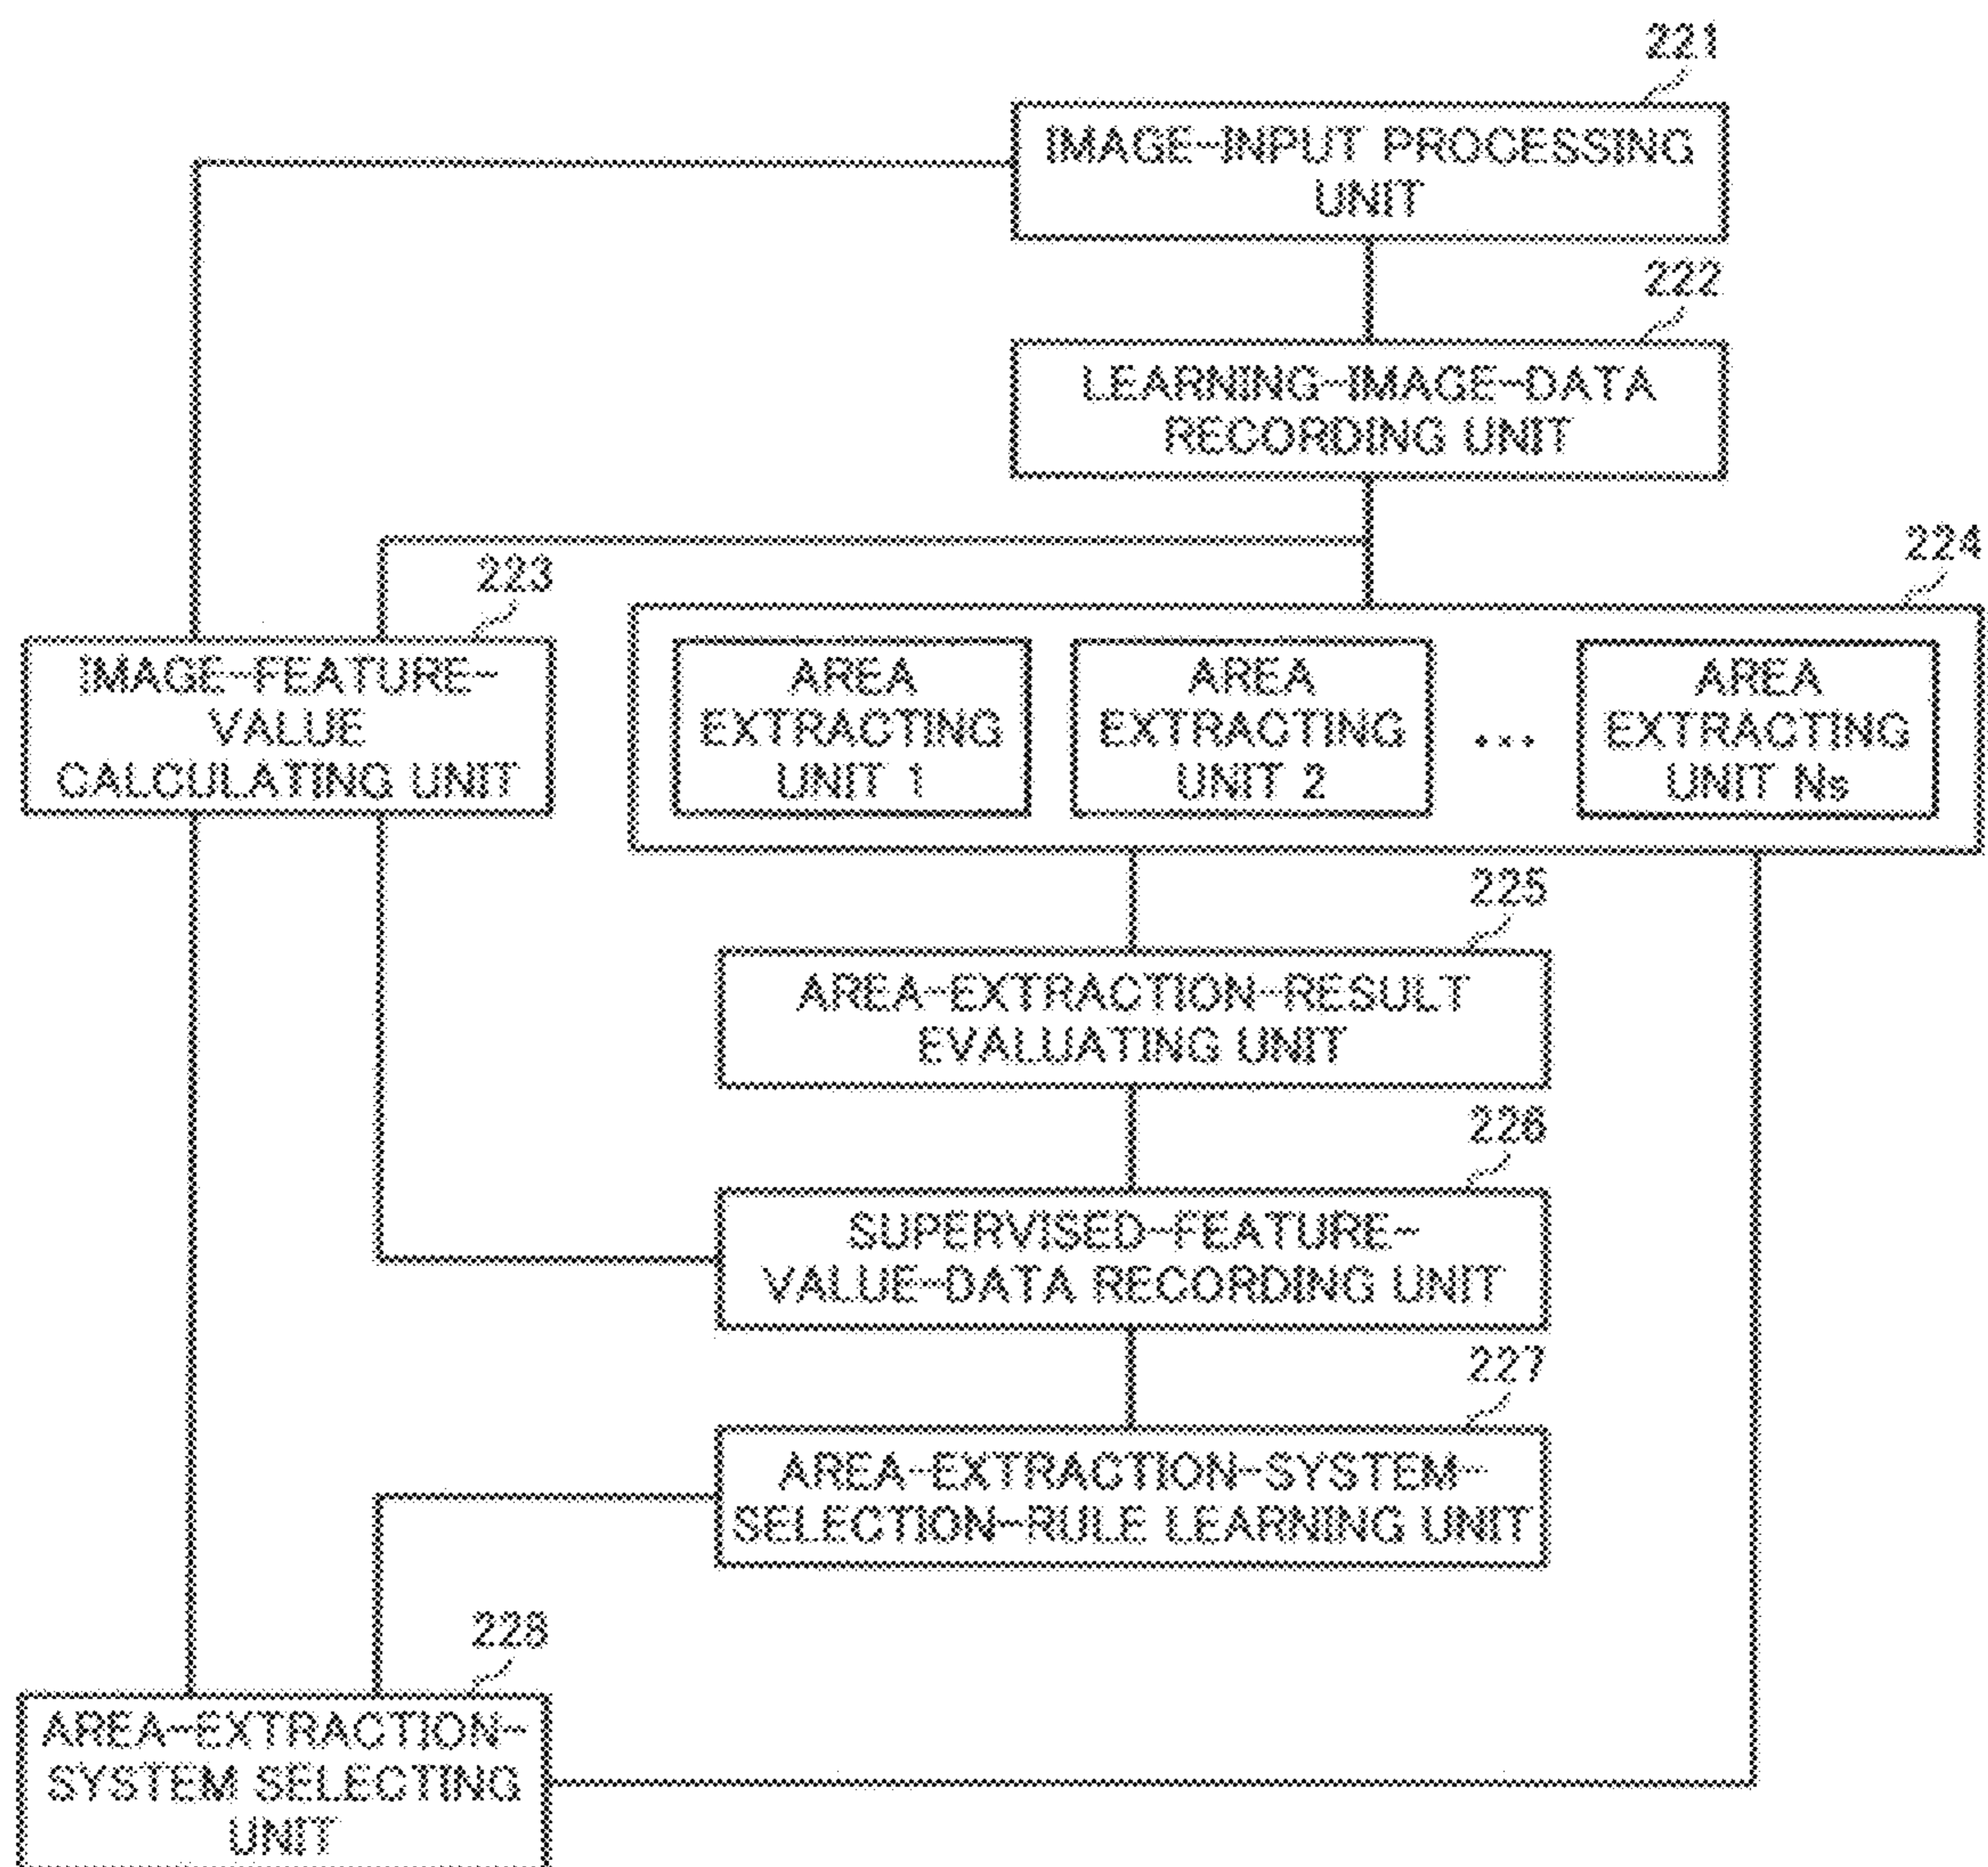 221
IMAGE-INPUT PROCESSING
UNIT
222
LEARNING-IMAGE-DATA
RECORDING UNIT
223
IMAGE-FEATURE-
VALUE
CALCULATING UNIT
224
AREA
EXTRACTING
UNIT 1
AREA
EXTRACTING
UNIT 2
...
AREA
EXTRACTING
UNIT Ns
225
AREA-EXTRACTION-RESULT
EVALUATING UNIT
226
SUPERVISED-FEATURE-
VALUE-DATA RECORDING UNIT
227
AREA-EXTRACTION-SYSTEM-
SELECTION-RULE LEARNING UNIT
228
AREA-EXTRACTION-
SYSTEM SELECTING
UNIT